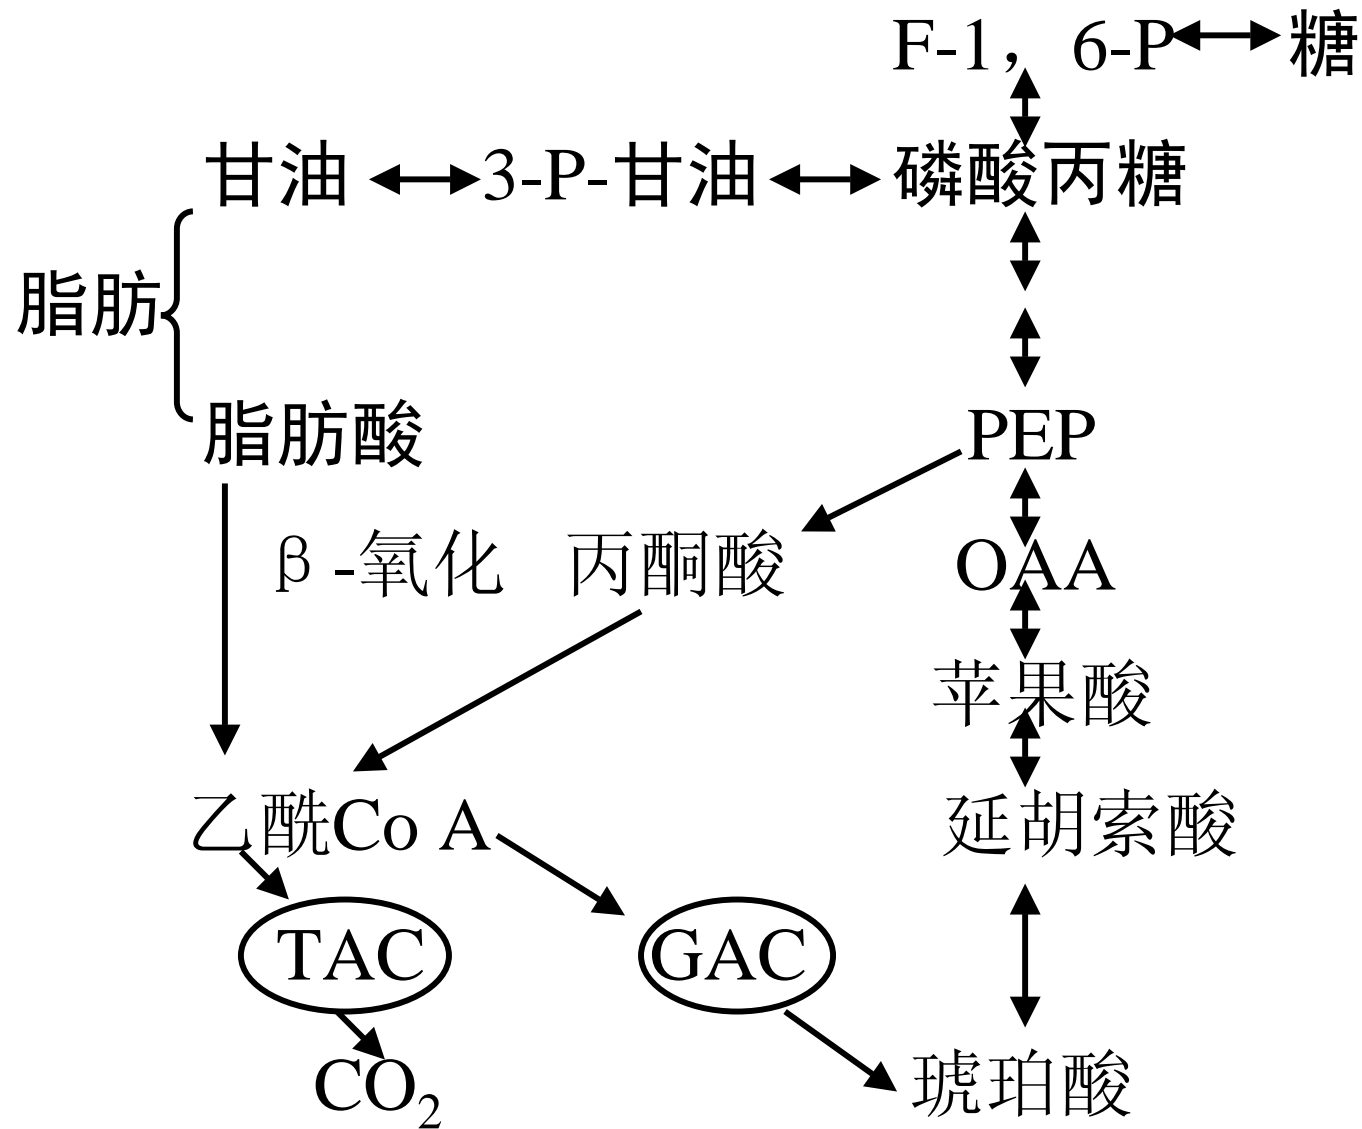 F-1, 6-P 糖
甘油 3-P-甘油 磷酸丙糖
脂肪
脂肪酸
PEP
β-氧化 丙酮酸
OAA
苹果酸
乙酰Co A
延胡索酸
TAC
GAC
CO2
琥珀酸